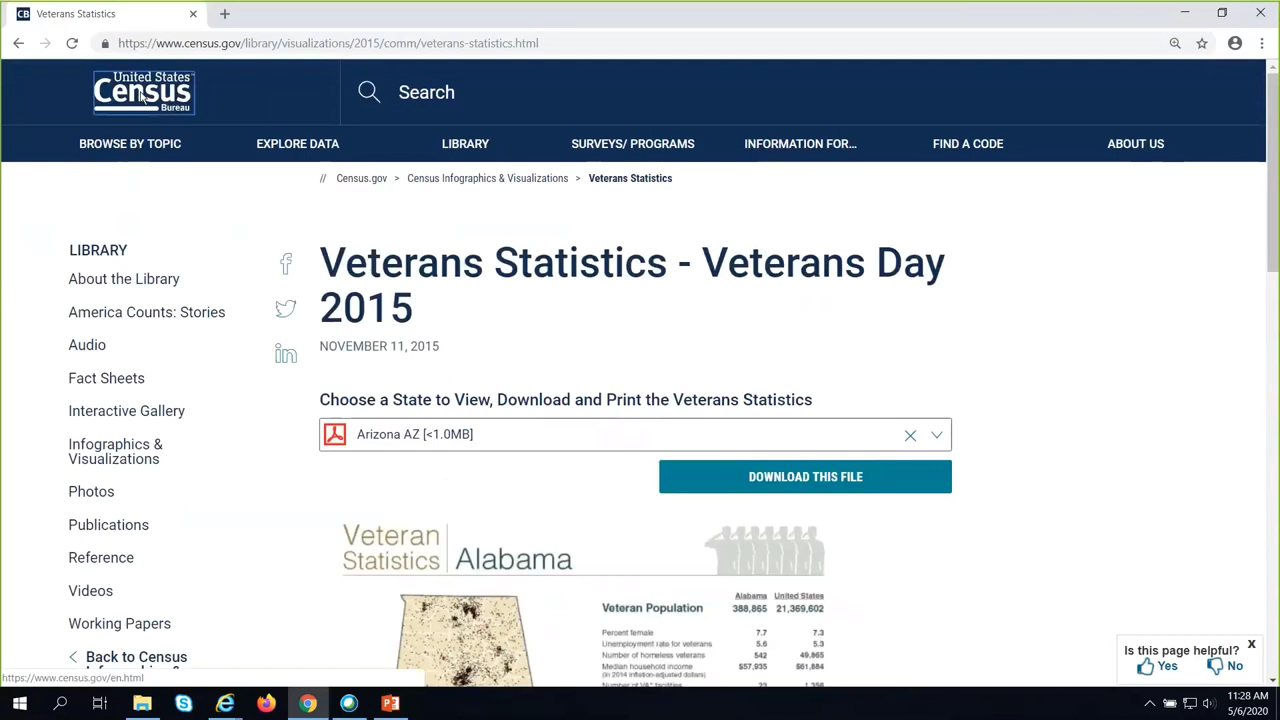 Veterans Statistics
https://www.census.gov/library/visualizations/2015/comm/veterans-statistics.html
United States
Census
Bureau
Search
BROWSE BY TOPIC
EXPLORE DATA
LIBRARY
SURVEYS/ PROGRAMS
INFORMATION FOR...
FIND A CODE
ABOUT US
// Census.gov > Census Infographics & Visualizations > Veterans Statistics
LIBRARY
About the Library
America Counts: Stories
Audio
Fact Sheets
Interactive Gallery
Infographics &
Visualizations
Photos
Publications
Reference
Videos
Working Papers
Back to Census
Veterans Statistics - Veterans Day
2015
NOVEMBER 11, 2015
Choose a State to View, Download and Print the Veterans Statistics
Arizona AZ [<1.0MB]
DOWNLOAD THIS FILE
Veteran
Statistics
Alabama
Alabama United States
Veteran Population 388,865 21,369,602
Percent female 7.7 7.3
Unemployment rate for veterans 5.6 5.3
Number of homeless veterans 542 49,865
Median household income $57,935 $61,884
(in 2014 inflation-adjusted dollars)
Is this page helpful? X
Yes
No
https://www.census.gov/en.html
11:28 AM
5/6/2020